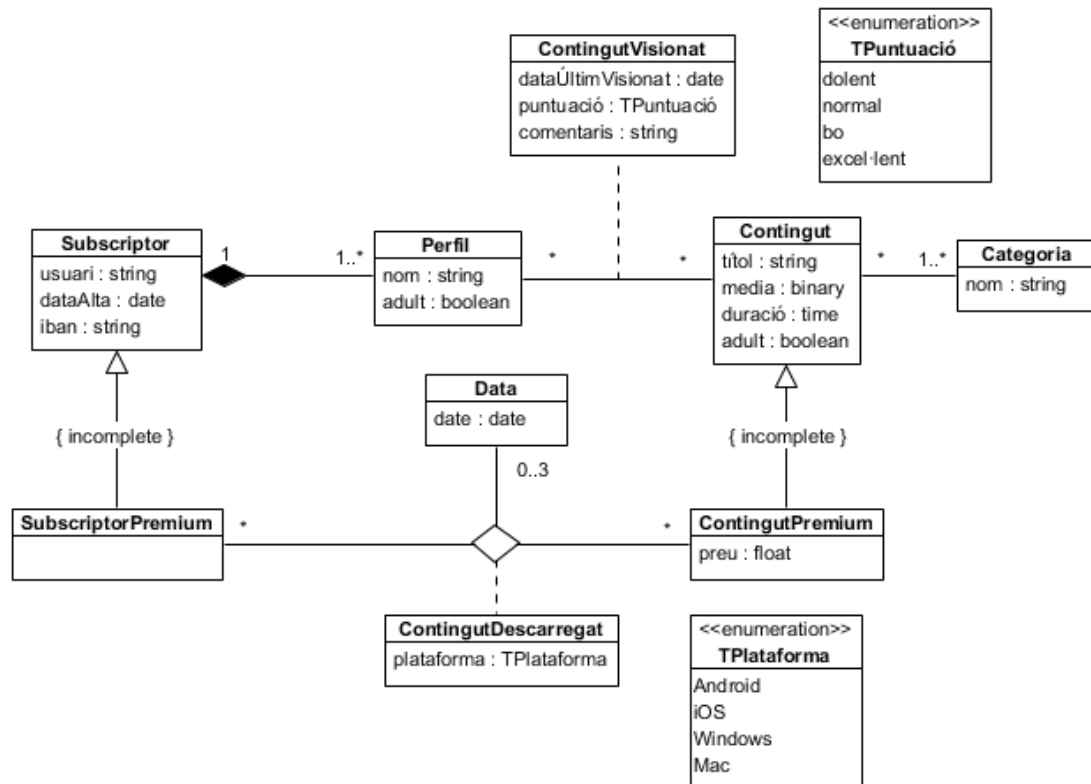 <<enumeration>>
TPuntuació
dolent
normal
bo
excel·lent
ContingutVisionat
dataÚltimVisionat : date
puntuació : TPuntuació
comentaris : string
Subscriptor
usuari : string
dataAlta : date
iban : string
1
1..*
Perfil
nom : string
adult : boolean
*
*
Contingut
títol : string
media : binary
duració : time
adult : boolean
*
1..*
Categoria
nom : string
Data
date : date
0..3
{ incomplete }
{ incomplete }
SubscriptorPremium
*
*
ContingutPremium
preu : float
ContingutDescarregat
plataforma : TPlataforma
<<enumeration>>
TPlataforma
Android
iOS
Windows
Mac